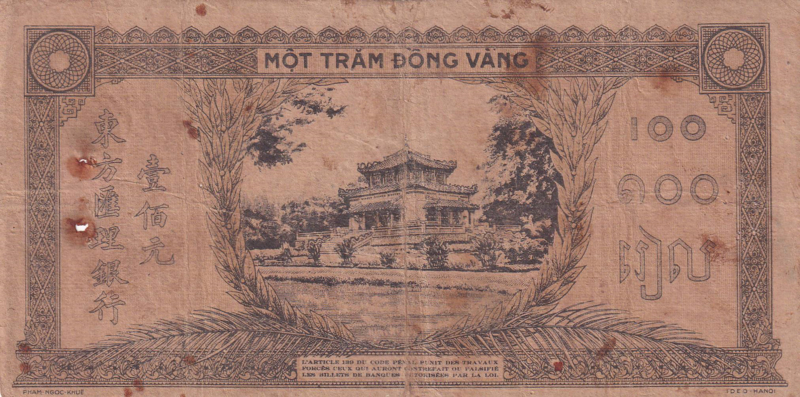 MỘT TRĂM ĐỒNG VÀNG
東方匯理銀行
壹佰元
100
១០០
រៀល
L'ARTICLE 139 DU CODE PÉNAL PUNIT DES TRAVAUX
FORCÉS CEUX QUI AURONT CONTREFAIT OU FALSIFIÉ
LES BILLETS DE BANQUES AUTORISÉES PAR LA LOI.
PHAM-NGOC-KHUÊ
I.D.E.O-HANOI